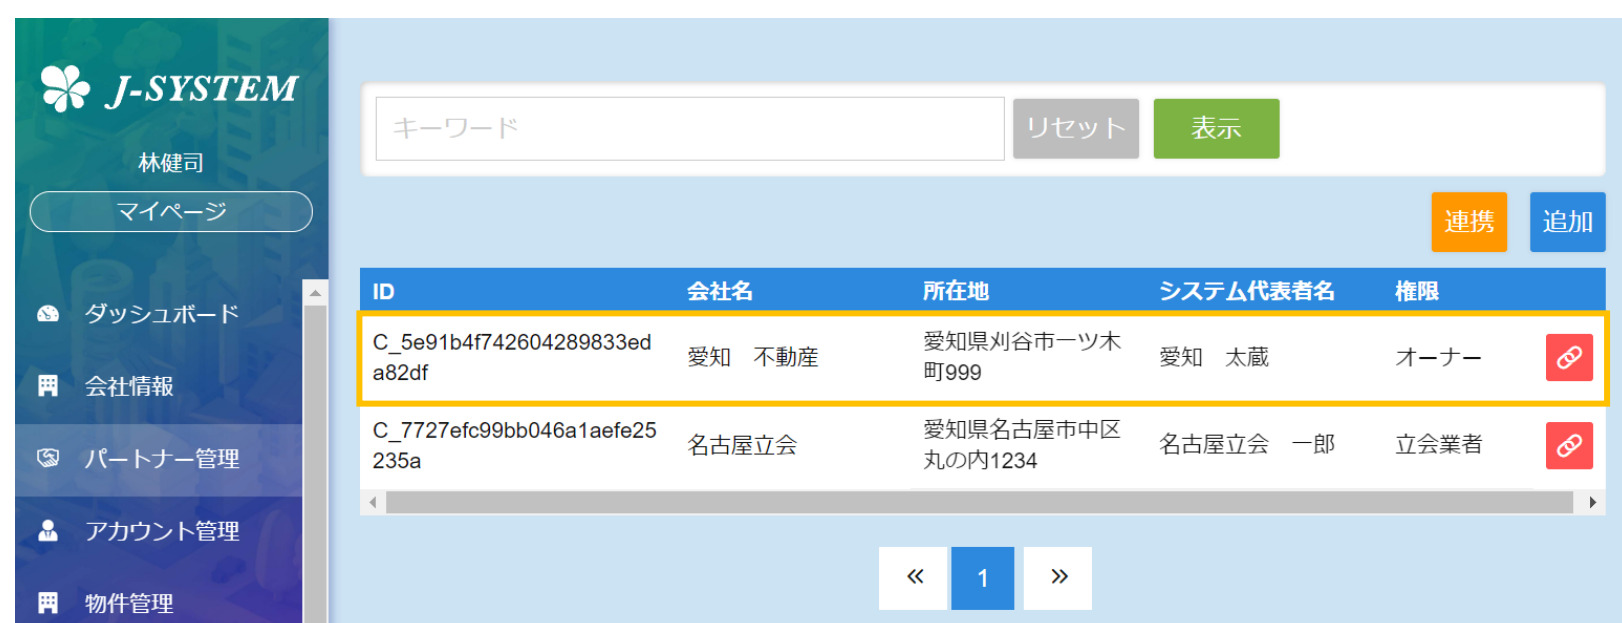 J-SYSTEM
林健司
マイページ
ダッシュボード
会社情報
パートナー管理
アカウント管理
物件管理
キーワード リセット 表示
連携 追加
ID 会社名 所在地 システム代表者名 権限
C_5e91b4f742604289833ed
a82df
愛知　不動産
愛知県刈谷市一ツ木
町999
愛知　太蔵
オーナー
C_7727efc99bb046a1aefe25
235a
名古屋立会
愛知県名古屋市中区
丸の内1234
名古屋立会　一郎
立会業者
« 1 »